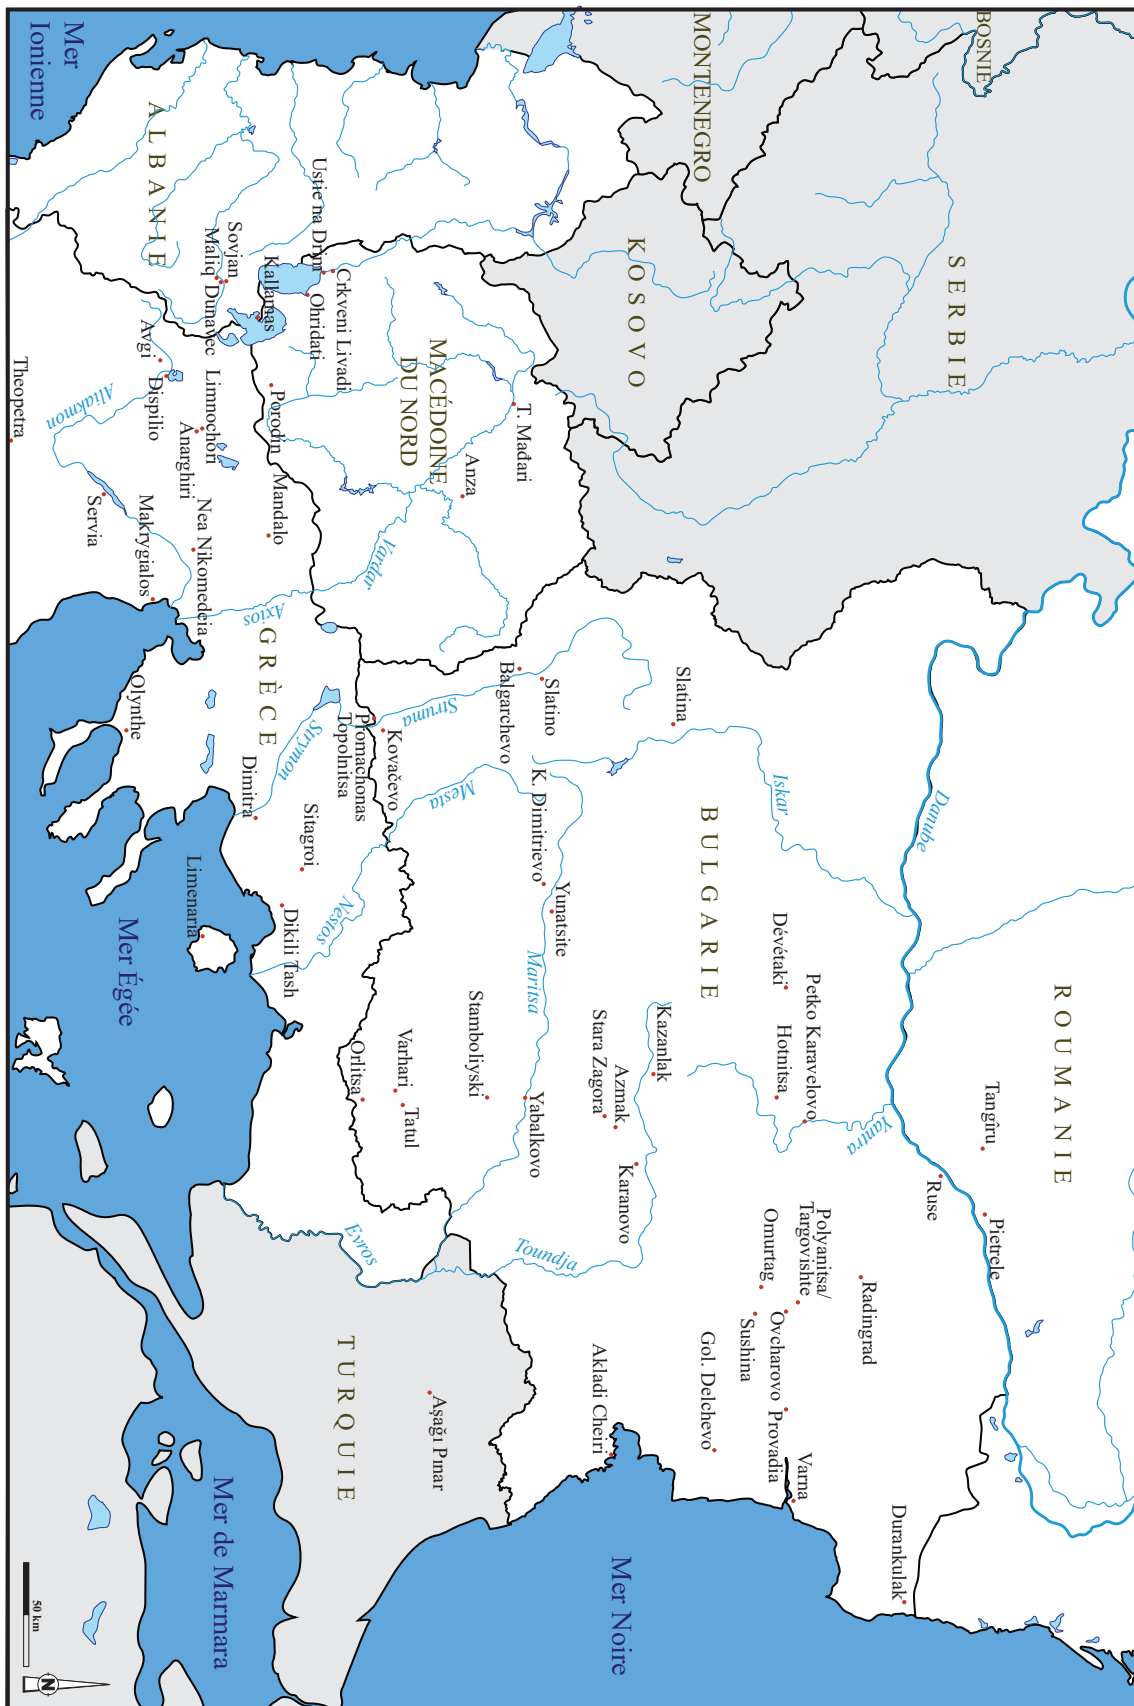 BOSNIE
SERBIE
MONTENEGRO
KOSOVO
ROUMANIE
BULGARIE
MACÉDOINE
DU NORD
ALBANIE
GRÈCE
TURQUIE
Mer
Ionienne
Mer Égée
Mer de Marmara
Mer Noire
Danube
Iskar
Yantra
Struma
Strymon
Mesta
Nestos
Maritsa
Toundja
Evros
Vardar
Axios
Aliakmon
Tangîru
Pietrele
Ruse
Durankulak
Radingrad
Petko Karavelovo
Polyanitsa/
Targovishte
Varna
Dévétaki
Hotnitsa
Omurtag
Ovcharovo
Provadia
Sushina
Gol. Delchevo
Slatina
Kazanlak
Azmak
Stara Zagora
Karanovo
Akladi Cheiri
Slatino
Balgarchevo
K. Dimitrievo
Yunatsite
Yabalkovo
Stamboliyski
Varhari
Tatul
Orlitsa
Aşağı Pınar
T. Mađari
Anza
Kovačevo
Promachonas
Topolnitsa
Ustie na Drim
Crkveni Livadi
Ohridati
Kallamas
Porodin
Mandalo
Sovjan
Maliq
Dunavec
Limnochori
Anarghiri
Nea Nikomedeia
Avgi
Dispilio
Makrygialos
Servia
Theopetra
Olynthe
Dimitra
Sitagroi
Dikili Tash
Limenaria
50 km
N